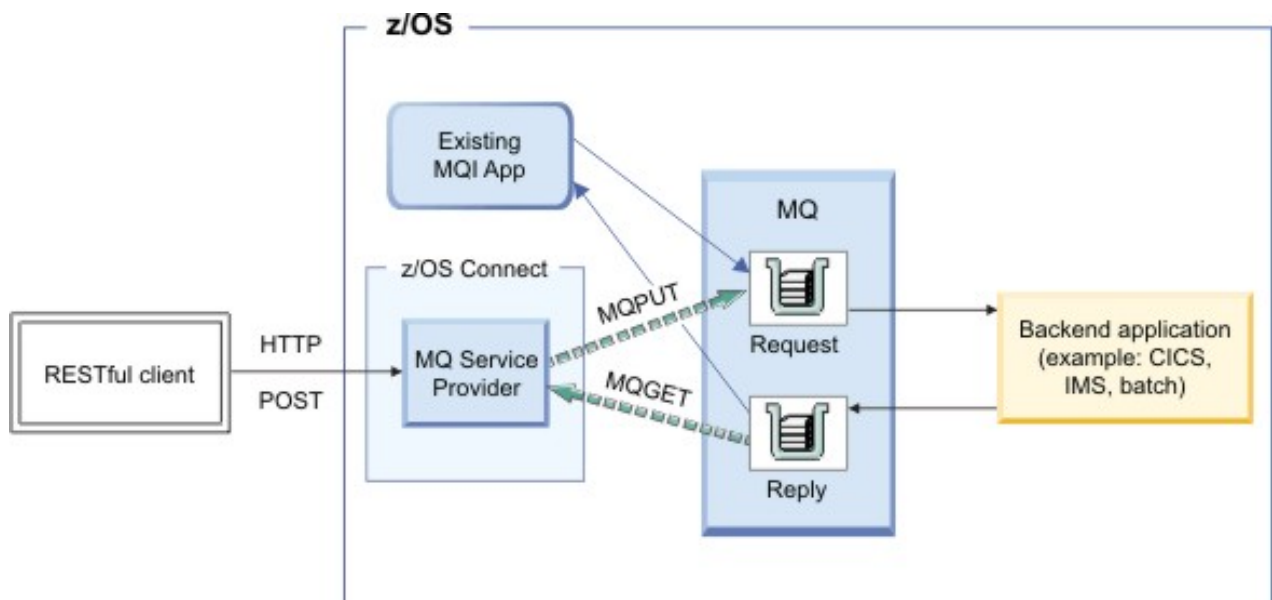 z/OS
Existing
MQI App
MQ
z/OS Connect
MQPUT
RESTful client
HTTP
POST
MQ Service
Provider
Request
MQGET
Backend application
(example: CICS,
IMS, batch)
Reply